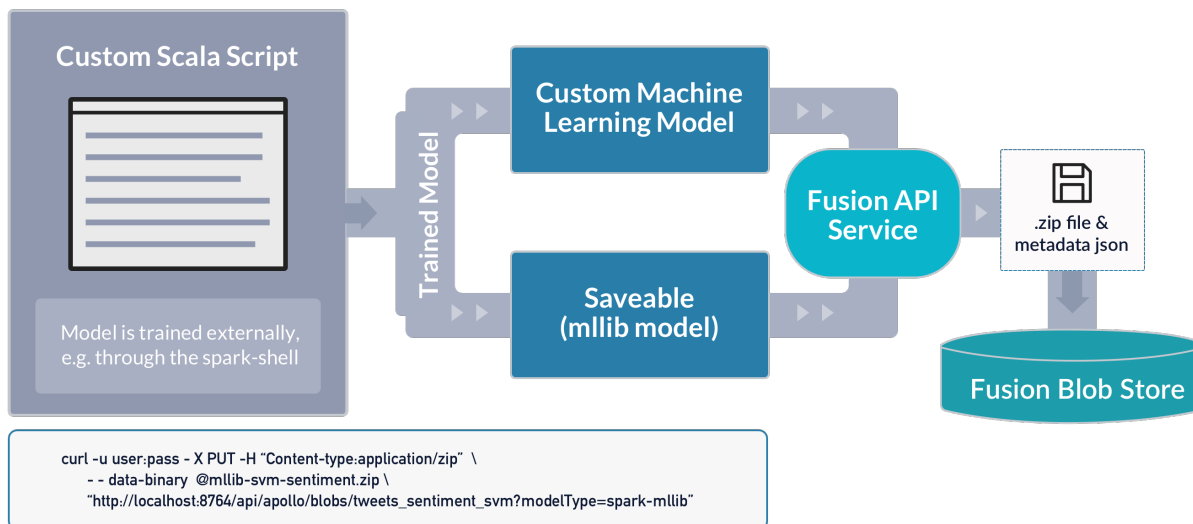 Custom Scala Script
Model is trained externally,
e.g. through the spark-shell
Trained Model
Custom Machine
Learning Model
Saveable
(mllib model)
Fusion API
Service
.zip file &
metadata json
Fusion Blob Store
curl -u user:pass - X PUT -H “Content-type:application/zip” \
- - data-binary @mllib-svm-sentiment.zip \
“http://localhost:8764/api/apollo/blobs/tweets_sentiment_svm?modelType=spark-mllib”